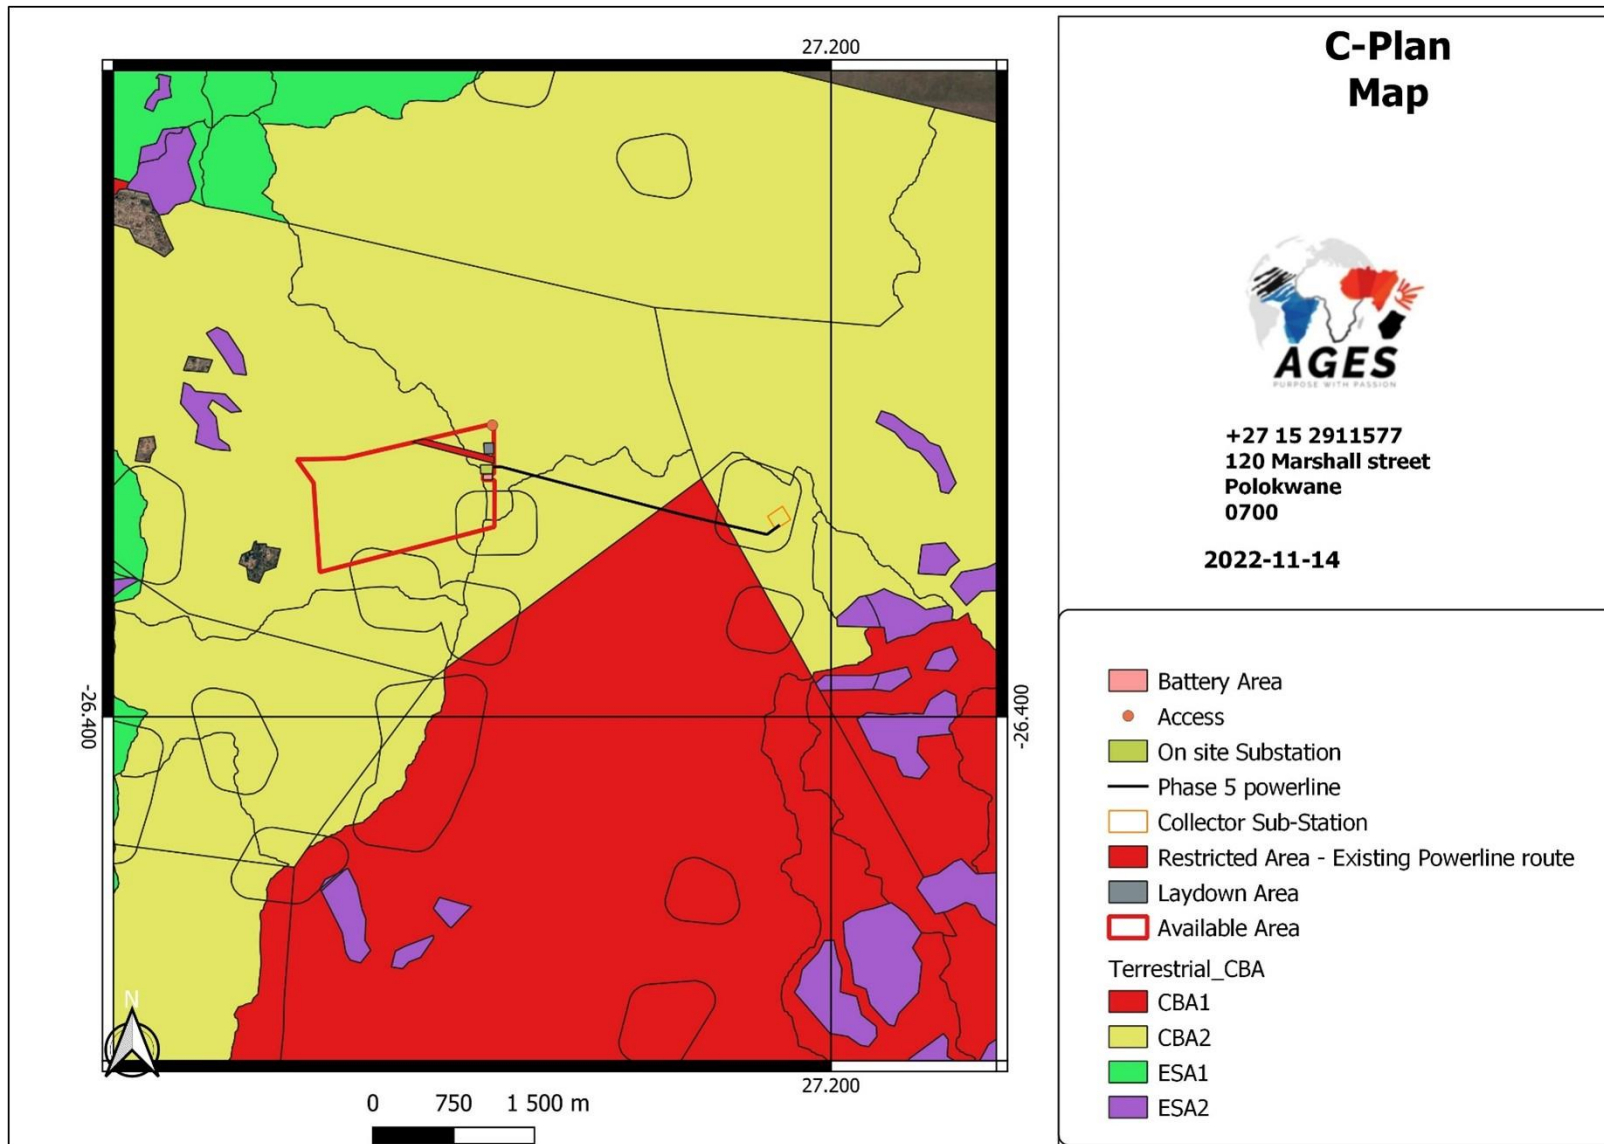 C-Plan
Map
27.200
AGES
PURPOSE WITH PASSION
+27 15 2911577
120 Marshall street
Polokwane
0700
2022-11-14
-26.400
-26.400
Battery Area
Access
On site Substation
Phase 5 powerline
Collector Sub-Station
Restricted Area - Existing Powerline route
Laydown Area
Available Area
Terrestrial_CBA
CBA1
CBA2
ESA1
ESA2
N
27.200
0 750 1 500 m